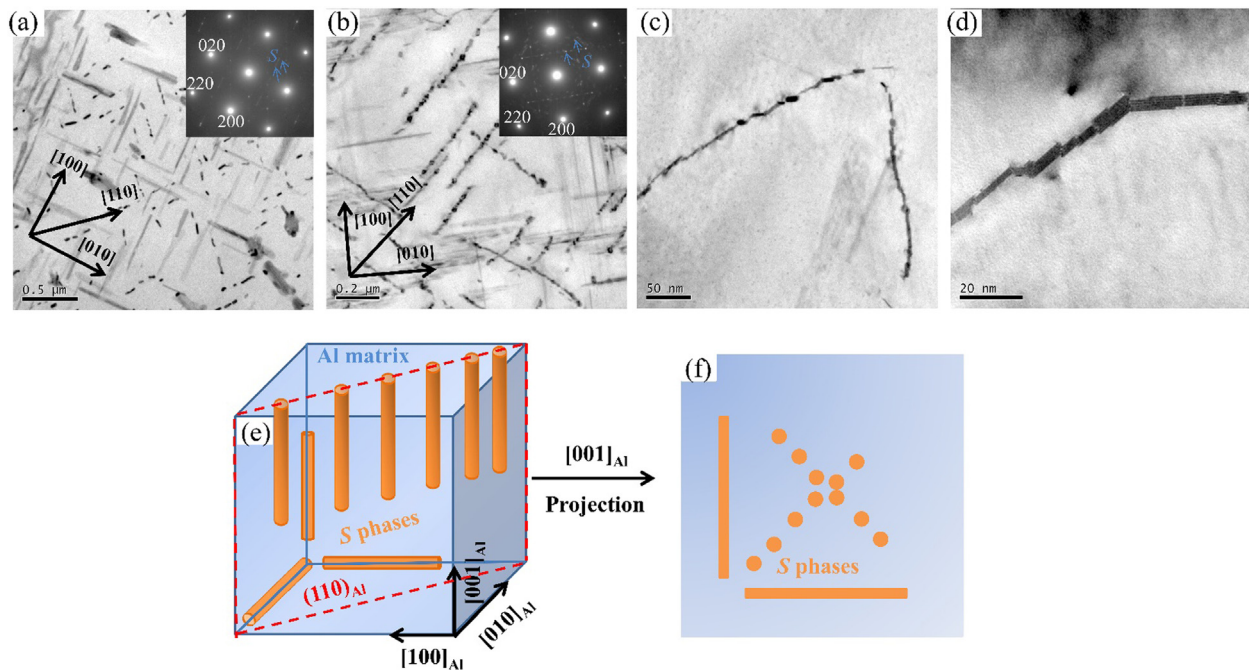 (a)
020
S
220
200
[100]
[110]
[010]
0.5 μm
(b)
020
S
220
200
[110]
[100]
[010]
0.2 μm
(c)
50 nm
(d)
20 nm
Al matrix
(e)
S phases
(110)Al
[001]Al
[010]Al
[100]Al
[001]Al
Projection
(f)
S phases